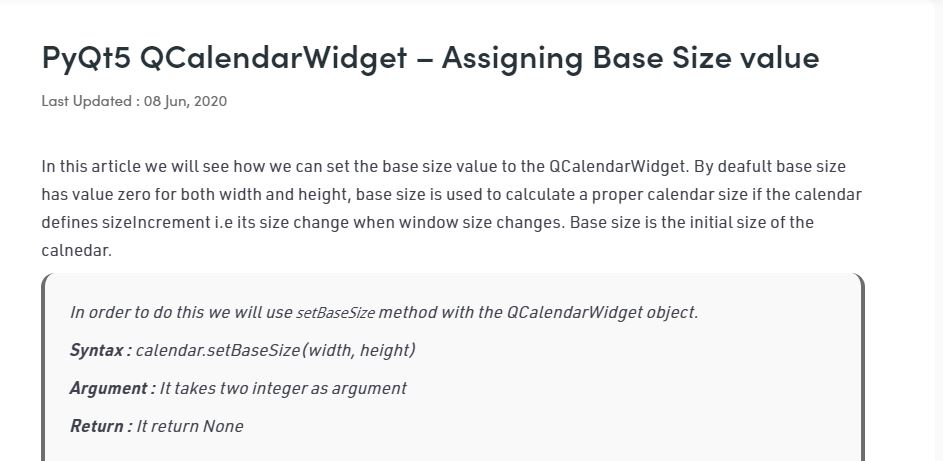 PyQt5 QCalendarWidget – Assigning Base Size value
Last Updated : 08 Jun, 2020
In this article we will see how we can set the base size value to the QCalendarWidget. By deafult base size
has value zero for both width and height, base size is used to calculate a proper calendar size if the calendar
defines sizeIncrement i.e its size change when window size changes. Base size is the initial size of the
calnedar.
In order to do this we will use setBaseSize method with the QCalendarWidget object.
Syntax : calendar.setBaseSize(width, height)
Argument : It takes two integer as argument
Return : It return None